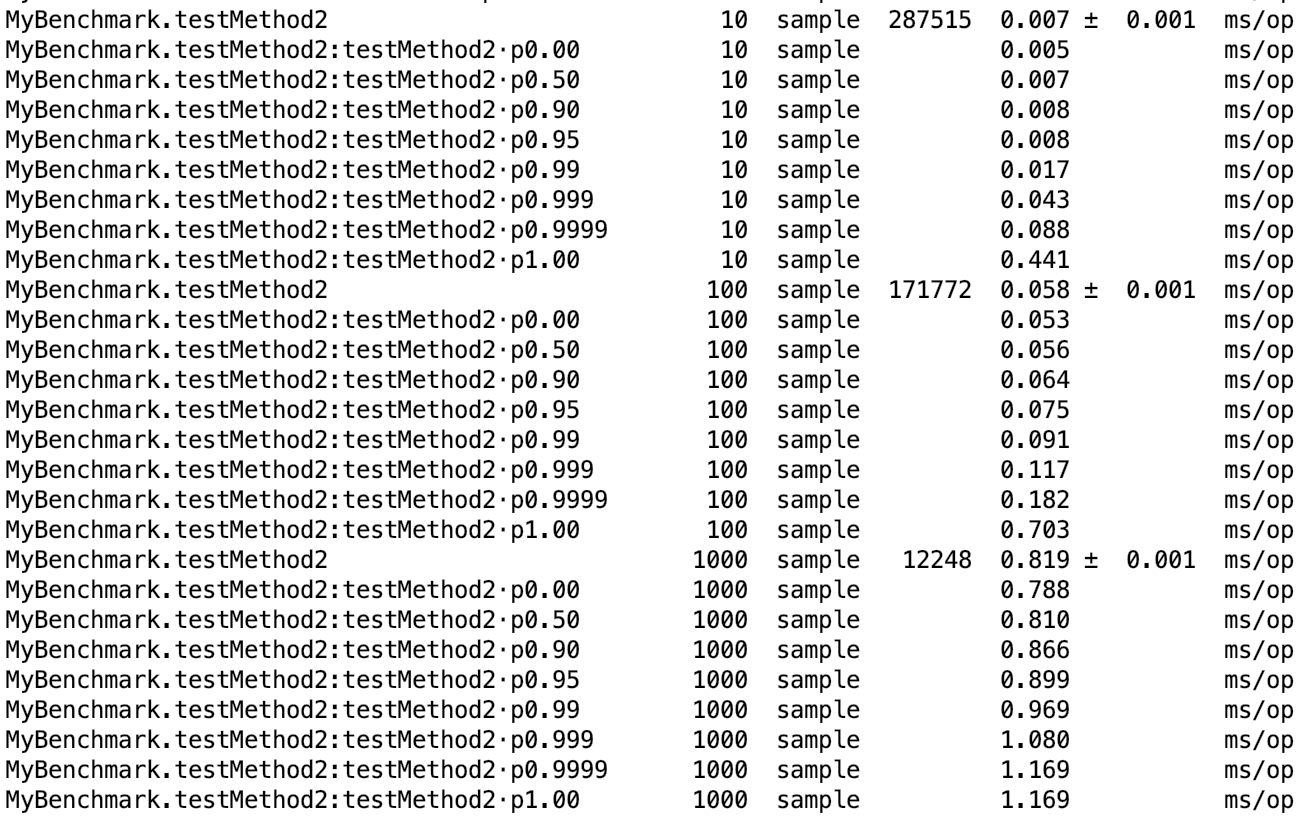 MyBenchmark.testMethod2 10 sample 287515 0.007 ± 0.001 ms/op
MyBenchmark.testMethod2:testMethod2·p0.00 10 sample 0.005 ms/op
MyBenchmark.testMethod2:testMethod2·p0.50 10 sample 0.007 ms/op
MyBenchmark.testMethod2:testMethod2·p0.90 10 sample 0.008 ms/op
MyBenchmark.testMethod2:testMethod2·p0.95 10 sample 0.008 ms/op
MyBenchmark.testMethod2:testMethod2·p0.99 10 sample 0.017 ms/op
MyBenchmark.testMethod2:testMethod2·p0.999 10 sample 0.043 ms/op
MyBenchmark.testMethod2:testMethod2·p0.9999 10 sample 0.088 ms/op
MyBenchmark.testMethod2:testMethod2·p1.00 10 sample 0.441 ms/op
MyBenchmark.testMethod2 100 sample 171772 0.058 ± 0.001 ms/op
MyBenchmark.testMethod2:testMethod2·p0.00 100 sample 0.053 ms/op
MyBenchmark.testMethod2:testMethod2·p0.50 100 sample 0.056 ms/op
MyBenchmark.testMethod2:testMethod2·p0.90 100 sample 0.064 ms/op
MyBenchmark.testMethod2:testMethod2·p0.95 100 sample 0.075 ms/op
MyBenchmark.testMethod2:testMethod2·p0.99 100 sample 0.091 ms/op
MyBenchmark.testMethod2:testMethod2·p0.999 100 sample 0.117 ms/op
MyBenchmark.testMethod2:testMethod2·p0.9999 100 sample 0.182 ms/op
MyBenchmark.testMethod2:testMethod2·p1.00 100 sample 0.703 ms/op
MyBenchmark.testMethod2 1000 sample 12248 0.819 ± 0.001 ms/op
MyBenchmark.testMethod2:testMethod2·p0.00 1000 sample 0.788 ms/op
MyBenchmark.testMethod2:testMethod2·p0.50 1000 sample 0.810 ms/op
MyBenchmark.testMethod2:testMethod2·p0.90 1000 sample 0.866 ms/op
MyBenchmark.testMethod2:testMethod2·p0.95 1000 sample 0.899 ms/op
MyBenchmark.testMethod2:testMethod2·p0.99 1000 sample 0.969 ms/op
MyBenchmark.testMethod2:testMethod2·p0.999 1000 sample 1.080 ms/op
MyBenchmark.testMethod2:testMethod2·p0.9999 1000 sample 1.169 ms/op
MyBenchmark.testMethod2:testMethod2·p1.00 1000 sample 1.169 ms/op